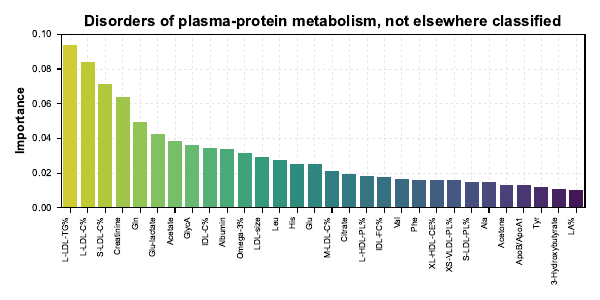 Disorders of plasma-protein metabolism, not elsewhere classified
Importance
0.10
0.08
0.06
0.04
0.02
0.00
L-LDL-TG%
L-LDL-C%
S-LDL-C%
Creatinine
Gln
Glu-lactate
Acetate
GlycA
IDL-C%
Albumin
Omega-3%
LDL-size
Leu
His
Glu
M-LDL-C%
Citrate
L-HDL-PL%
IDL-FC%
Val
Phe
XL-HDL-CE%
XS-VLDL-PL%
S-LDL-PL%
Ala
Acetone
ApoB/ApoA1
Tyr
3-Hydroxybutyrate
LA%